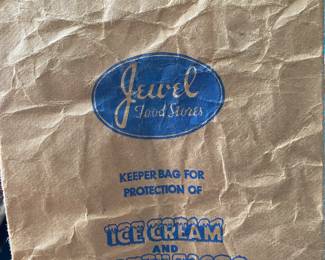 Jewel
Food Stores
KEEPER BAG FOR
PROTECTION OF
ICE CREAM
AND